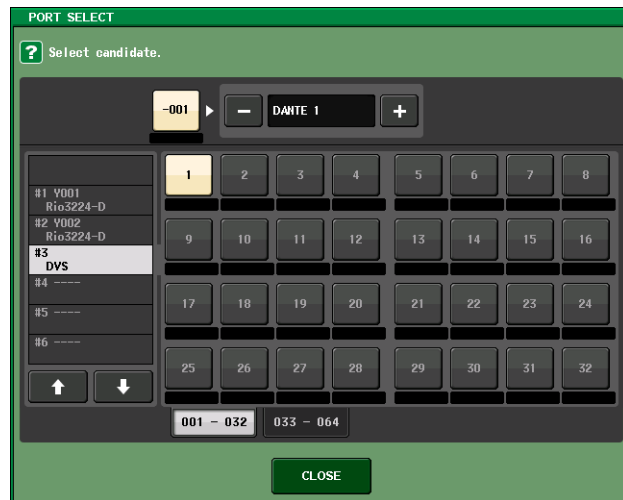 PORT SELECT
? Select candidate.
-001 − DANTE 1 +
#1 Y001
Rio3224-D
#2 Y002
Rio3224-D
#3
DVS
#4 ----
#5 ----
#6 ----
1 2 3 4 5 6 7 8
9 10 11 12 13 14 15 16
17 18 19 20 21 22 23 24
25 26 27 28 29 30 31 32
001 - 032 033 - 064
CLOSE